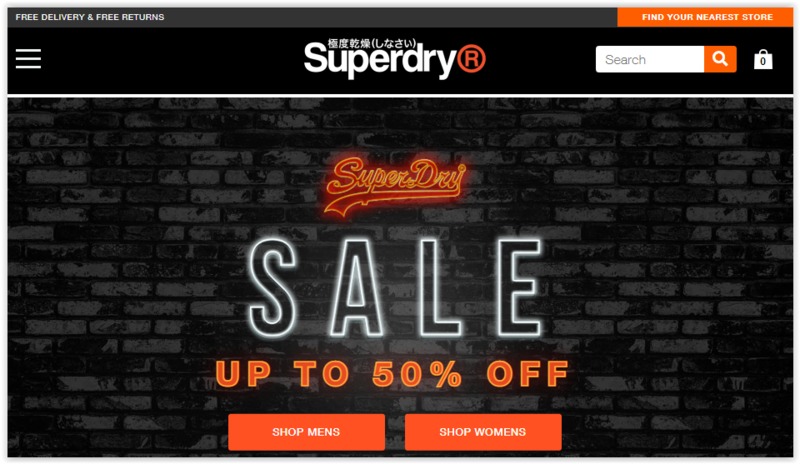 FREE DELIVERY & FREE RETURNS
FIND YOUR NEAREST STORE
極度乾燥(しなさい)
Superdry®
Search
0
SuperDry
SALE
UP TO 50% OFF
SHOP MENS
SHOP WOMENS